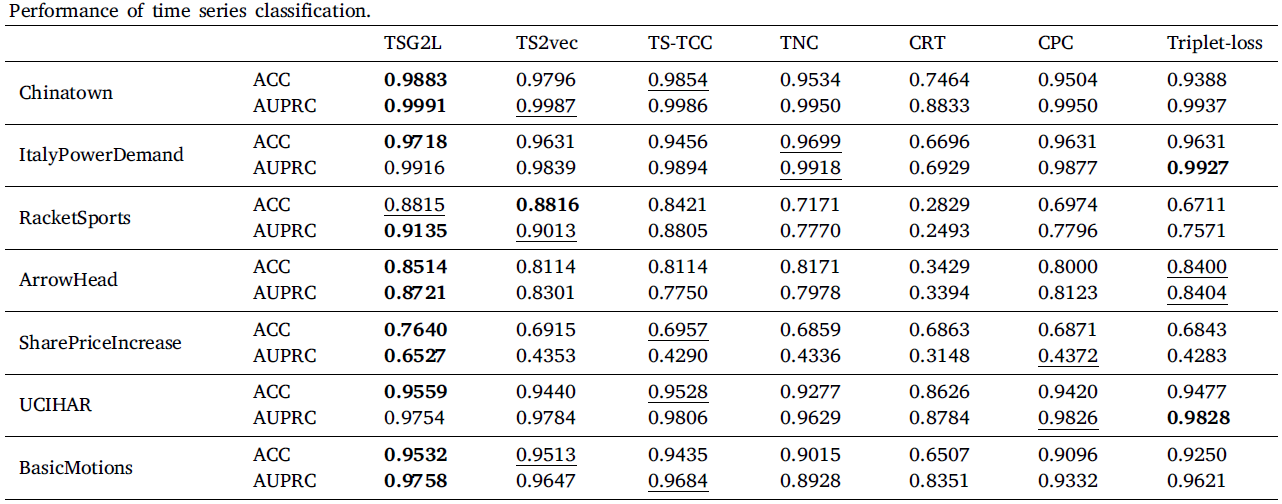 Performance of time series classification.
TSG2L TS2vec TS-TCC TNC CRT CPC Triplet-loss
Chinatown
ACC 0.9883 0.9796 0.9854 0.9534 0.7464 0.9504 0.9388
AUPRC 0.9991 0.9987 0.9986 0.9950 0.8833 0.9950 0.9937
ItalyPowerDemand
ACC 0.9718 0.9631 0.9456 0.9699 0.6696 0.9631 0.9631
AUPRC 0.9916 0.9839 0.9894 0.9918 0.6929 0.9877 0.9927
RacketSports
ACC 0.8815 0.8816 0.8421 0.7171 0.2829 0.6974 0.6711
AUPRC 0.9135 0.9013 0.8805 0.7770 0.2493 0.7796 0.7571
ArrowHead
ACC 0.8514 0.8114 0.8114 0.8171 0.3429 0.8000 0.8400
AUPRC 0.8721 0.8301 0.7750 0.7978 0.3394 0.8123 0.8404
SharePriceIncrease
ACC 0.7640 0.6915 0.6957 0.6859 0.6863 0.6871 0.6843
AUPRC 0.6527 0.4353 0.4290 0.4336 0.3148 0.4372 0.4283
UCIHAR
ACC 0.9559 0.9440 0.9528 0.9277 0.8626 0.9420 0.9477
AUPRC 0.9754 0.9784 0.9806 0.9629 0.8784 0.9826 0.9828
BasicMotions
ACC 0.9532 0.9513 0.9435 0.9015 0.6507 0.9096 0.9250
AUPRC 0.9758 0.9647 0.9684 0.8928 0.8351 0.9332 0.9621